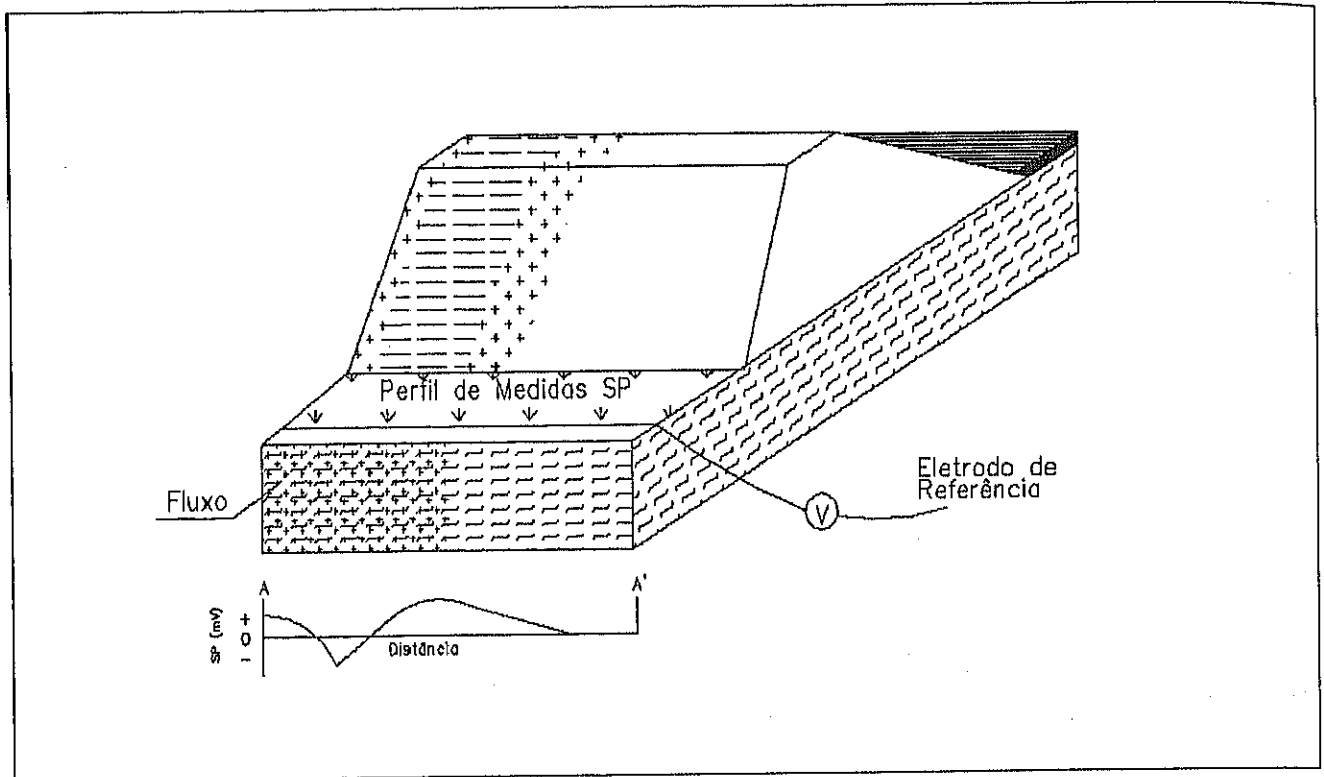 Perfil de Medidas SP
Fluxo
Eletrodo de
Referência
V
A
A'
SP (mV)
+
0
-
Distância